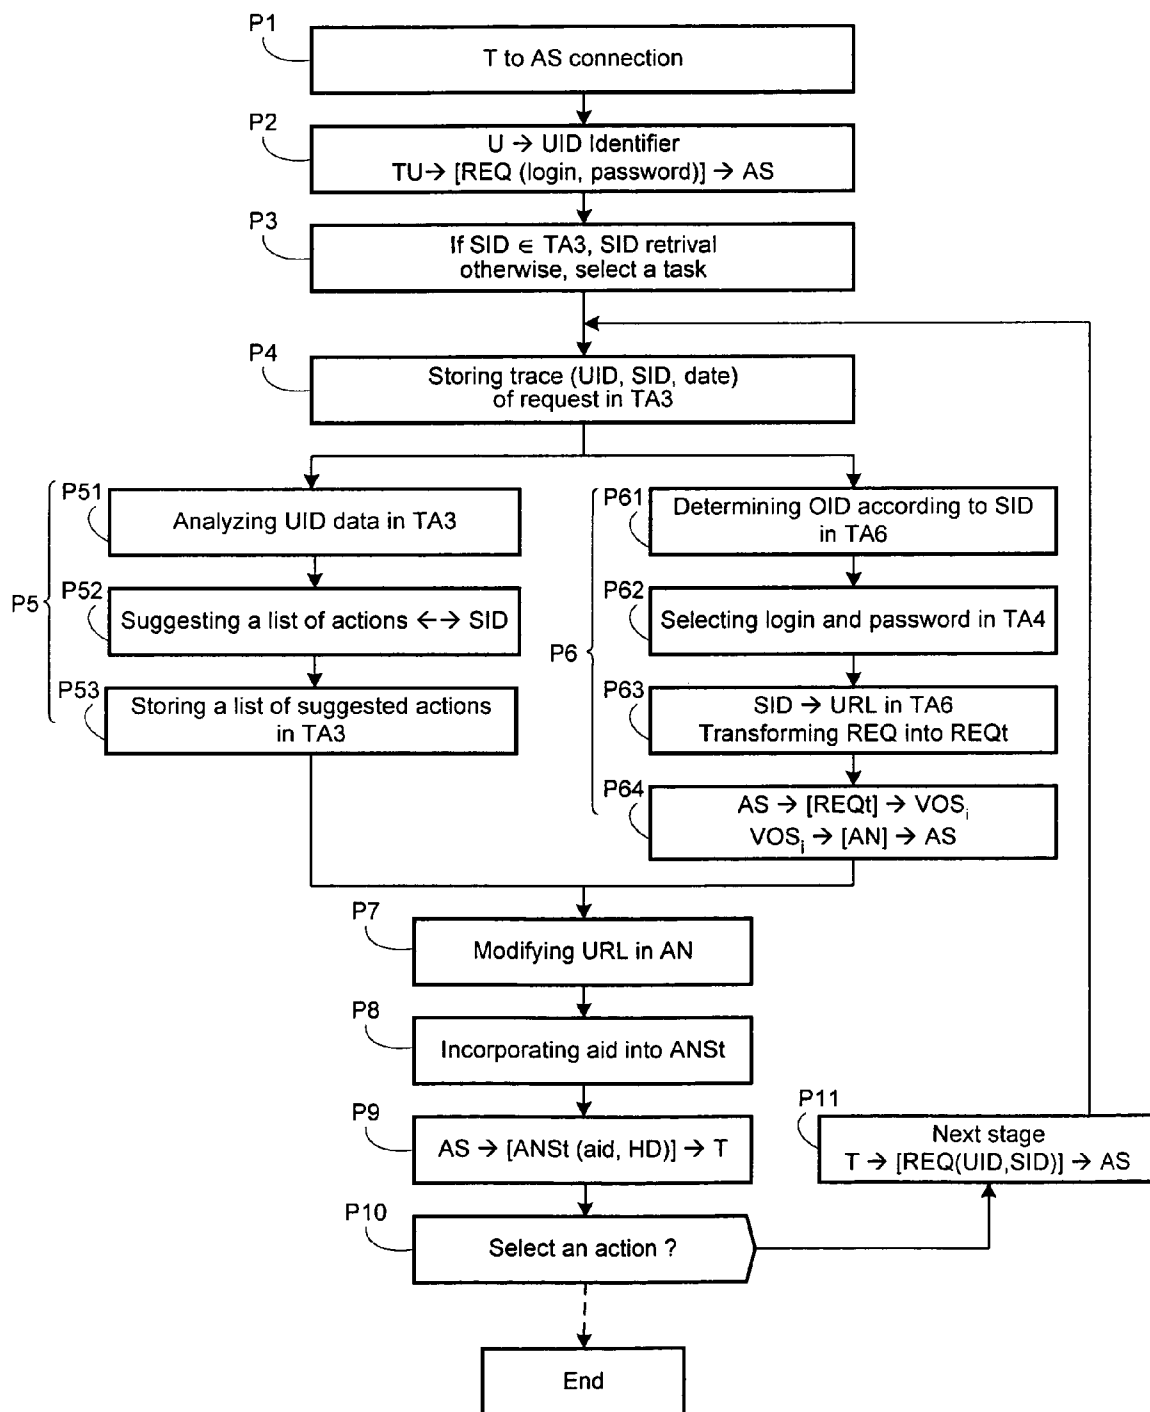 P1
T to AS connection
P2
U → UID Identifier
TU→ [REQ (login, password)] → AS
P3
If SID ∈ TA3, SID retrival
otherwise, select a task
P4
Storing trace (UID, SID, date)
of request in TA3
P5
P51
Analyzing UID data in TA3
P52
Suggesting a list of actions ←→ SID
P53
Storing a list of suggested actions
in TA3
P6
P61
Determining OID according to SID
in TA6
P62
Selecting login and password in TA4
P63
SID → URL in TA6
Transforming REQ into REQt
P64
AS → [REQt] → VOSi
VOSi → [AN] → AS
P7
Modifying URL in AN
P8
Incorporating aid into ANSt
P9
AS → [ANSt (aid, HD)] → T
P10
Select an action ?
P11
Next stage
T → [REQ(UID,SID)] → AS
End